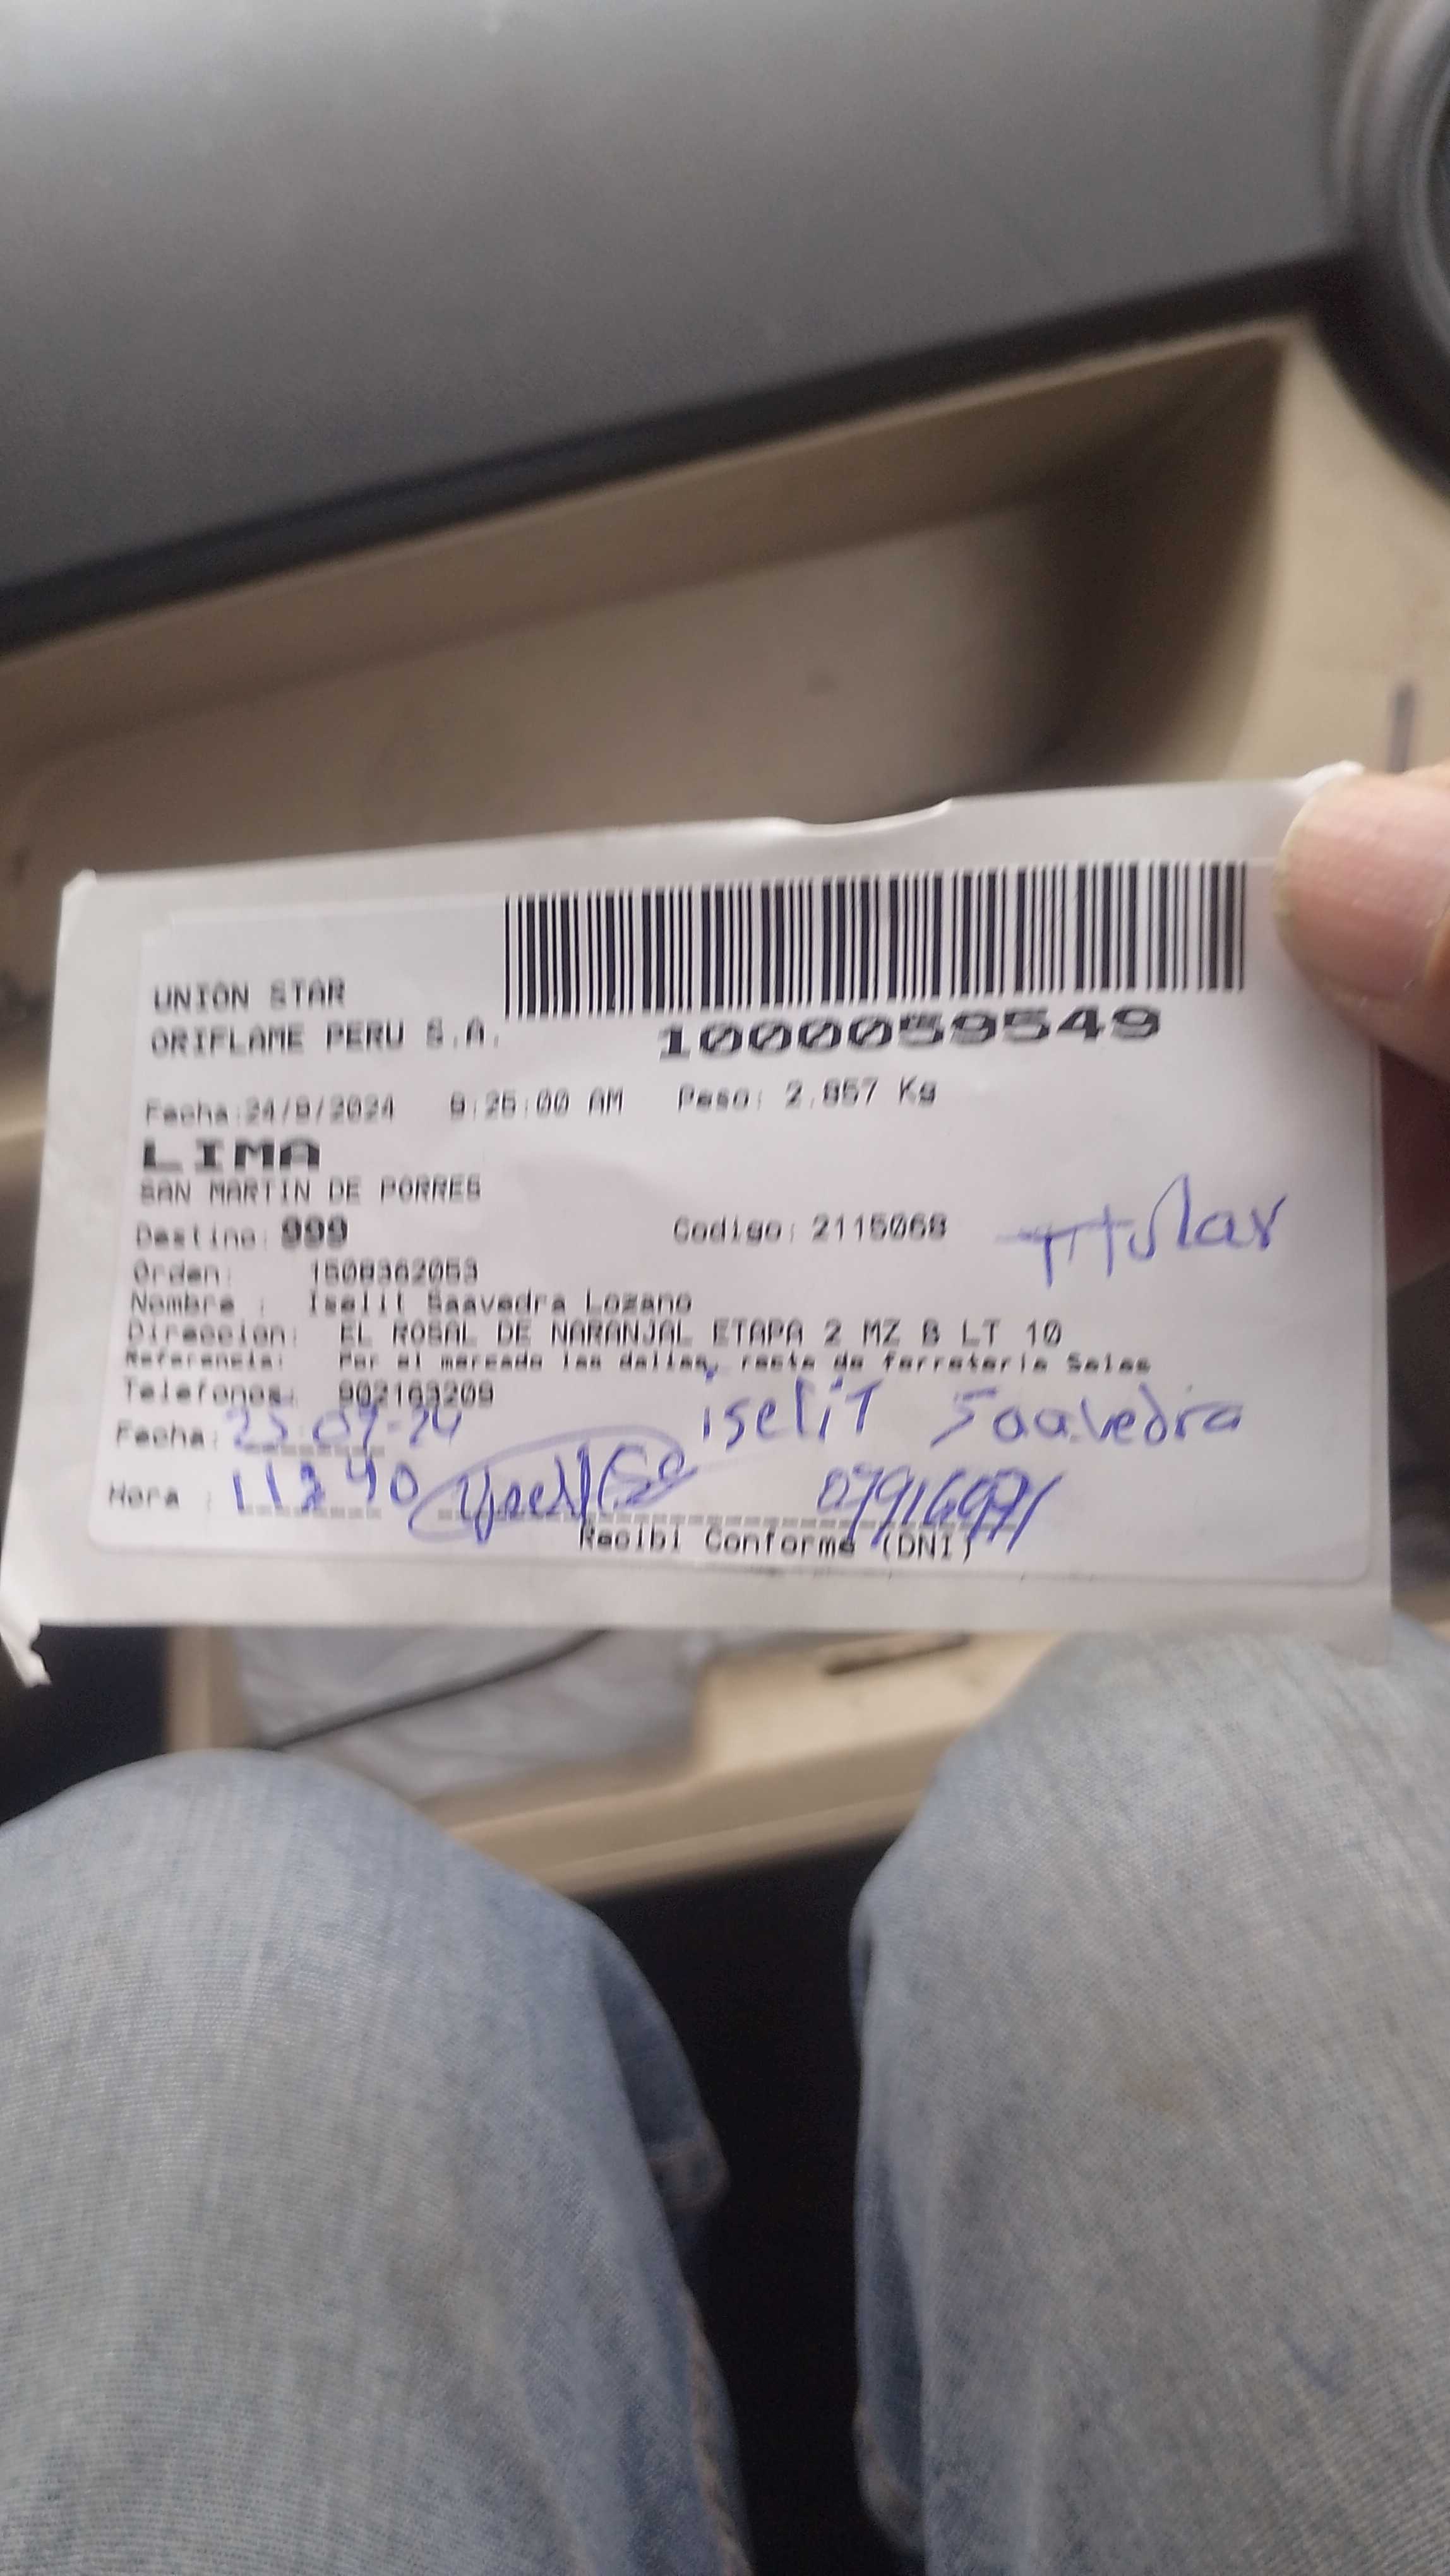 UNION STAR
ORIFLAME PERU S.A.
1000059549
Fecha:24/9/2024 9:25:00 AM Peso: 2.857 Kg
LIMA
SAN MARTIN DE PORRES
Destino: 999 Codigo: 2115068
Titular
Orden: 1508362053
Nombre : Iselit Saavedra Lozano
Direccion: EL ROSAL DE NARANJAL ETAPA 2 MZ B LT 10
Referencia: Por el mercado las dalias, resta de ferreteria Salas
Telefonos: 902163209
iselit Saavedra
Fecha: 25-09-24
Hora : 11:40
Recibi Conforme (DNI)